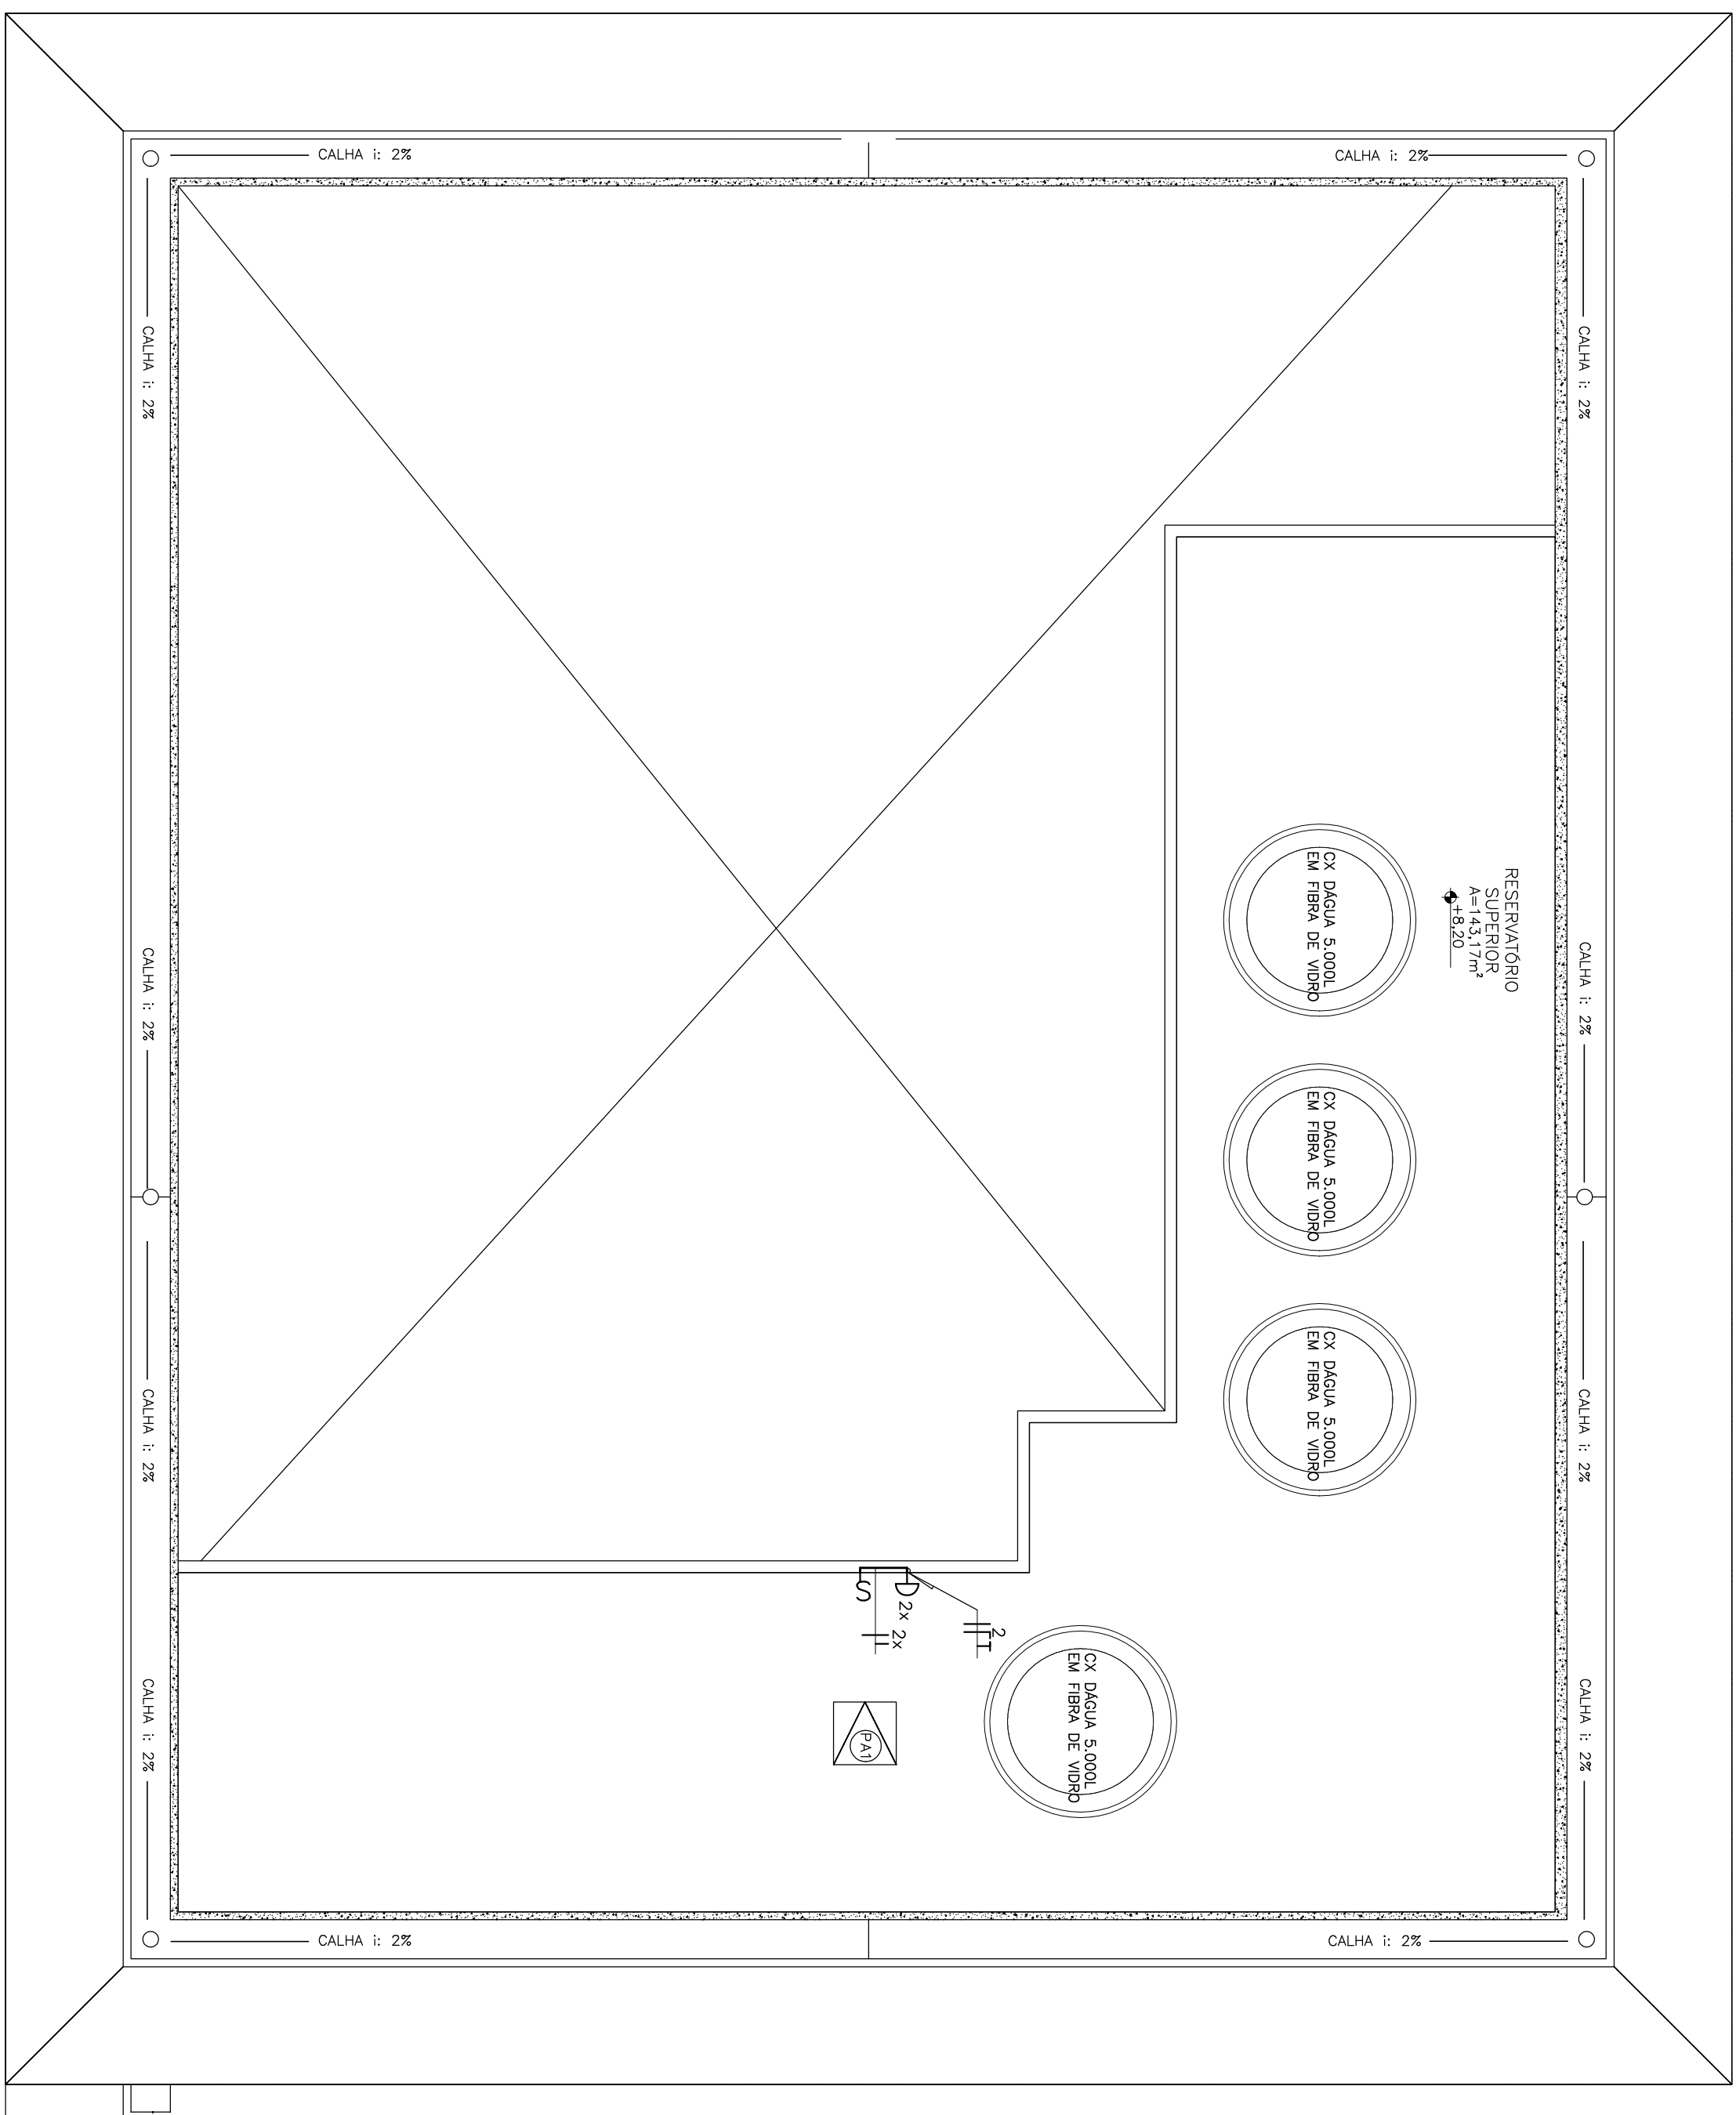 CALHA i: 2%
CALHA i: 2%
CALHA i: 2%
CALHA i: 2%
RESERVATÓRIO
SUPERIOR
A=143,17m²
+8,20
CX DÁGUA 5.000L
EM FIBRA DE VIDRO
CALHA i: 2%
CALHA i: 2%
CX DÁGUA 5.000L
EM FIBRA DE VIDRO
CX DÁGUA 5.000L
EM FIBRA DE VIDRO
CALHA i: 2%
CALHA i: 2%
S
2x
2x
2
CX DÁGUA 5.000L
EM FIBRA DE VIDRO
PA1
CALHA i: 2%
CALHA i: 2%
CALHA i: 2%
CALHA i: 2%